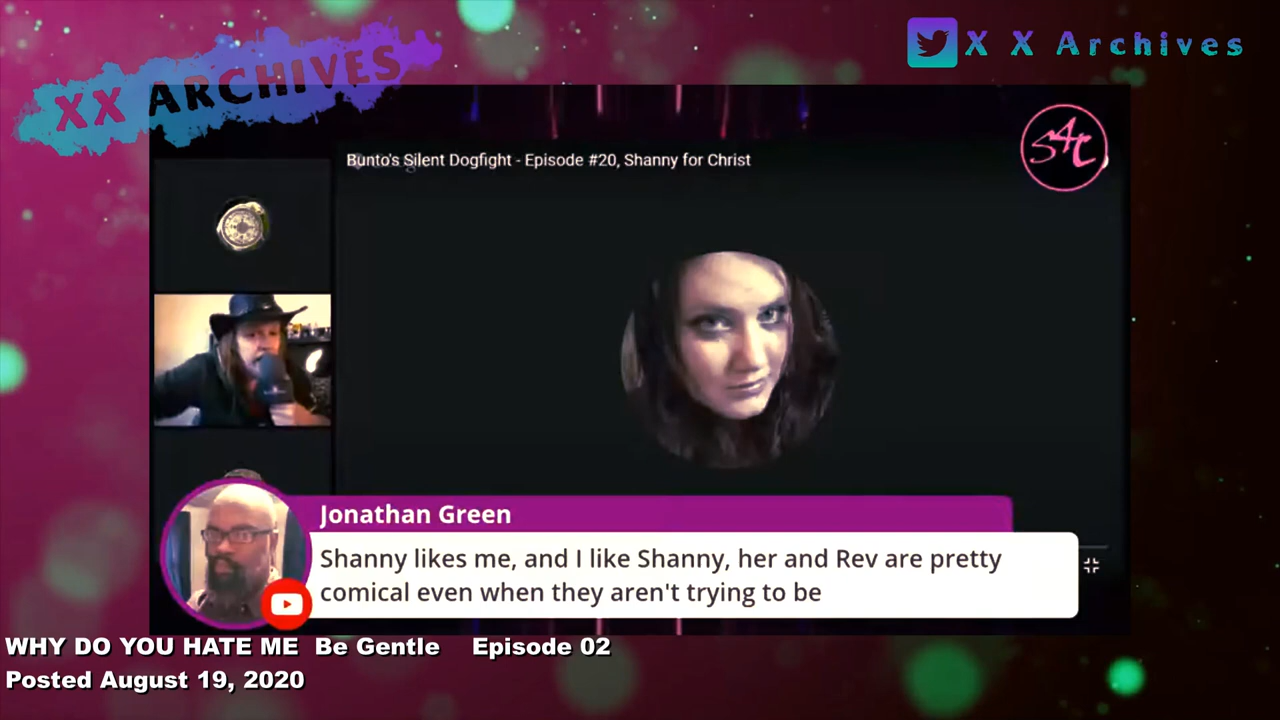 XX ARCHIVES
X X Archives
S4C
Bunto's Silent Dogfight - Episode #20, Shanny for Christ
Jonathan Green
Shanny likes me, and I like Shanny, her and Rev are pretty
comical even when they aren't trying to be
WHY DO YOU HATE ME Be Gentle Episode 02
Posted August 19, 2020